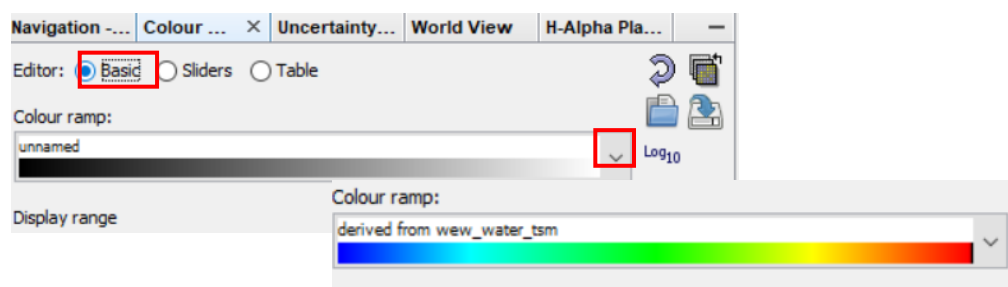 Navigation -... Colour ... × Uncertainty... World View H-Alpha Pla... —
Editor: Basic Sliders Table
Colour ramp:
unnamed
Log10
Display range
Colour ramp:
derived from wew_water_tsm